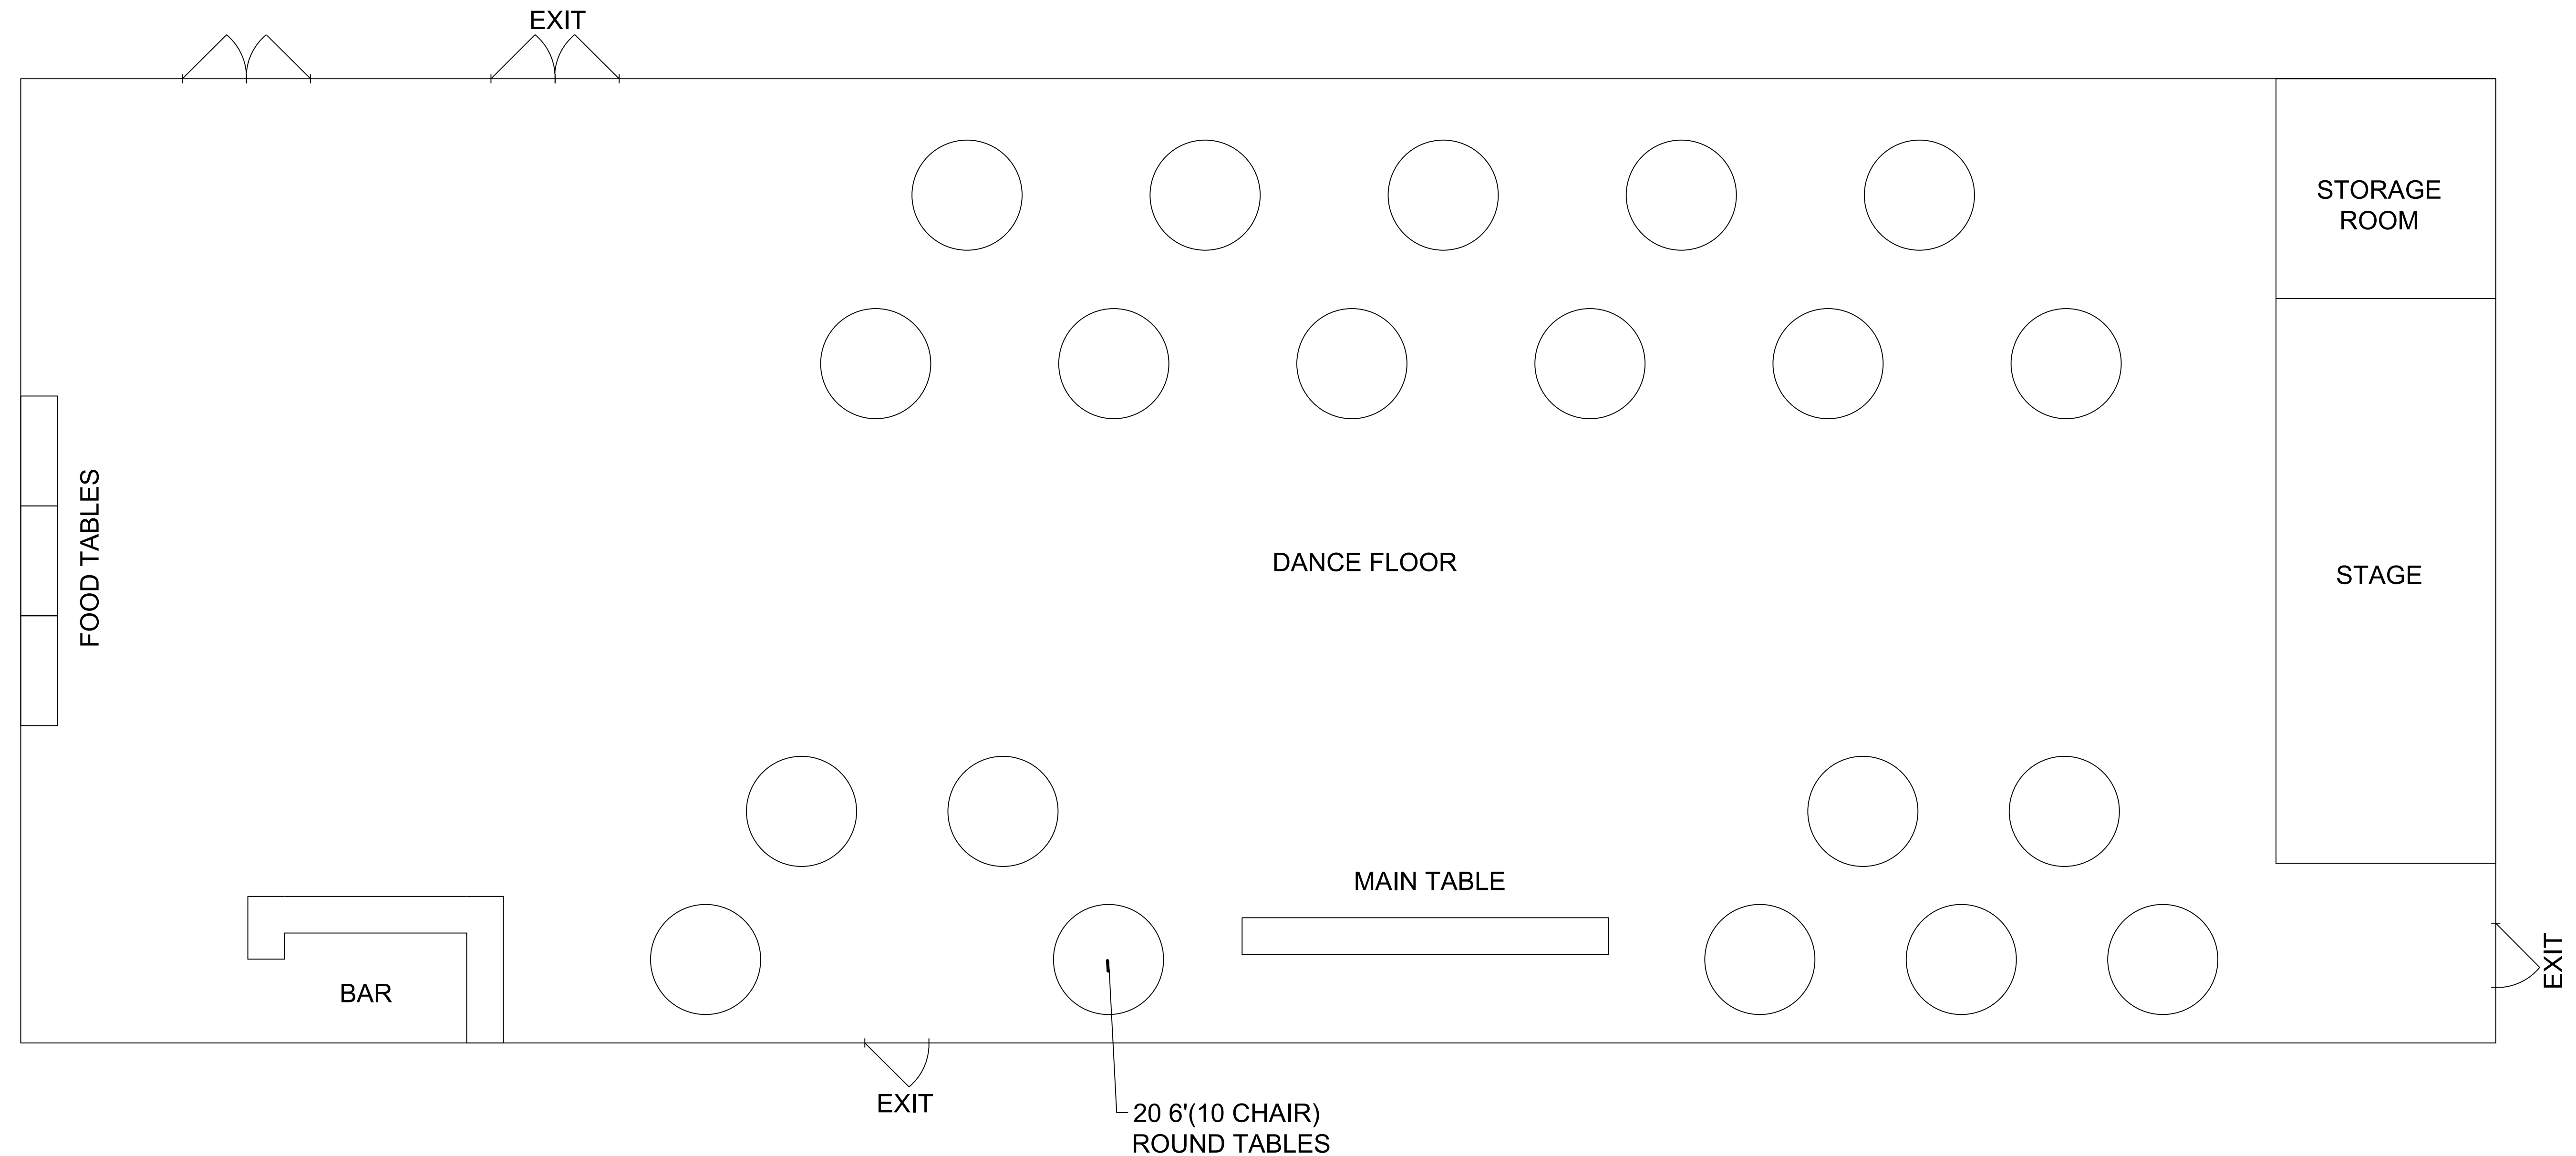 EXIT
STORAGE
ROOM
FOOD TABLES
DANCE FLOOR
STAGE
MAIN TABLE
BAR
EXIT
EXIT
20 6'(10 CHAIR)
ROUND TABLES